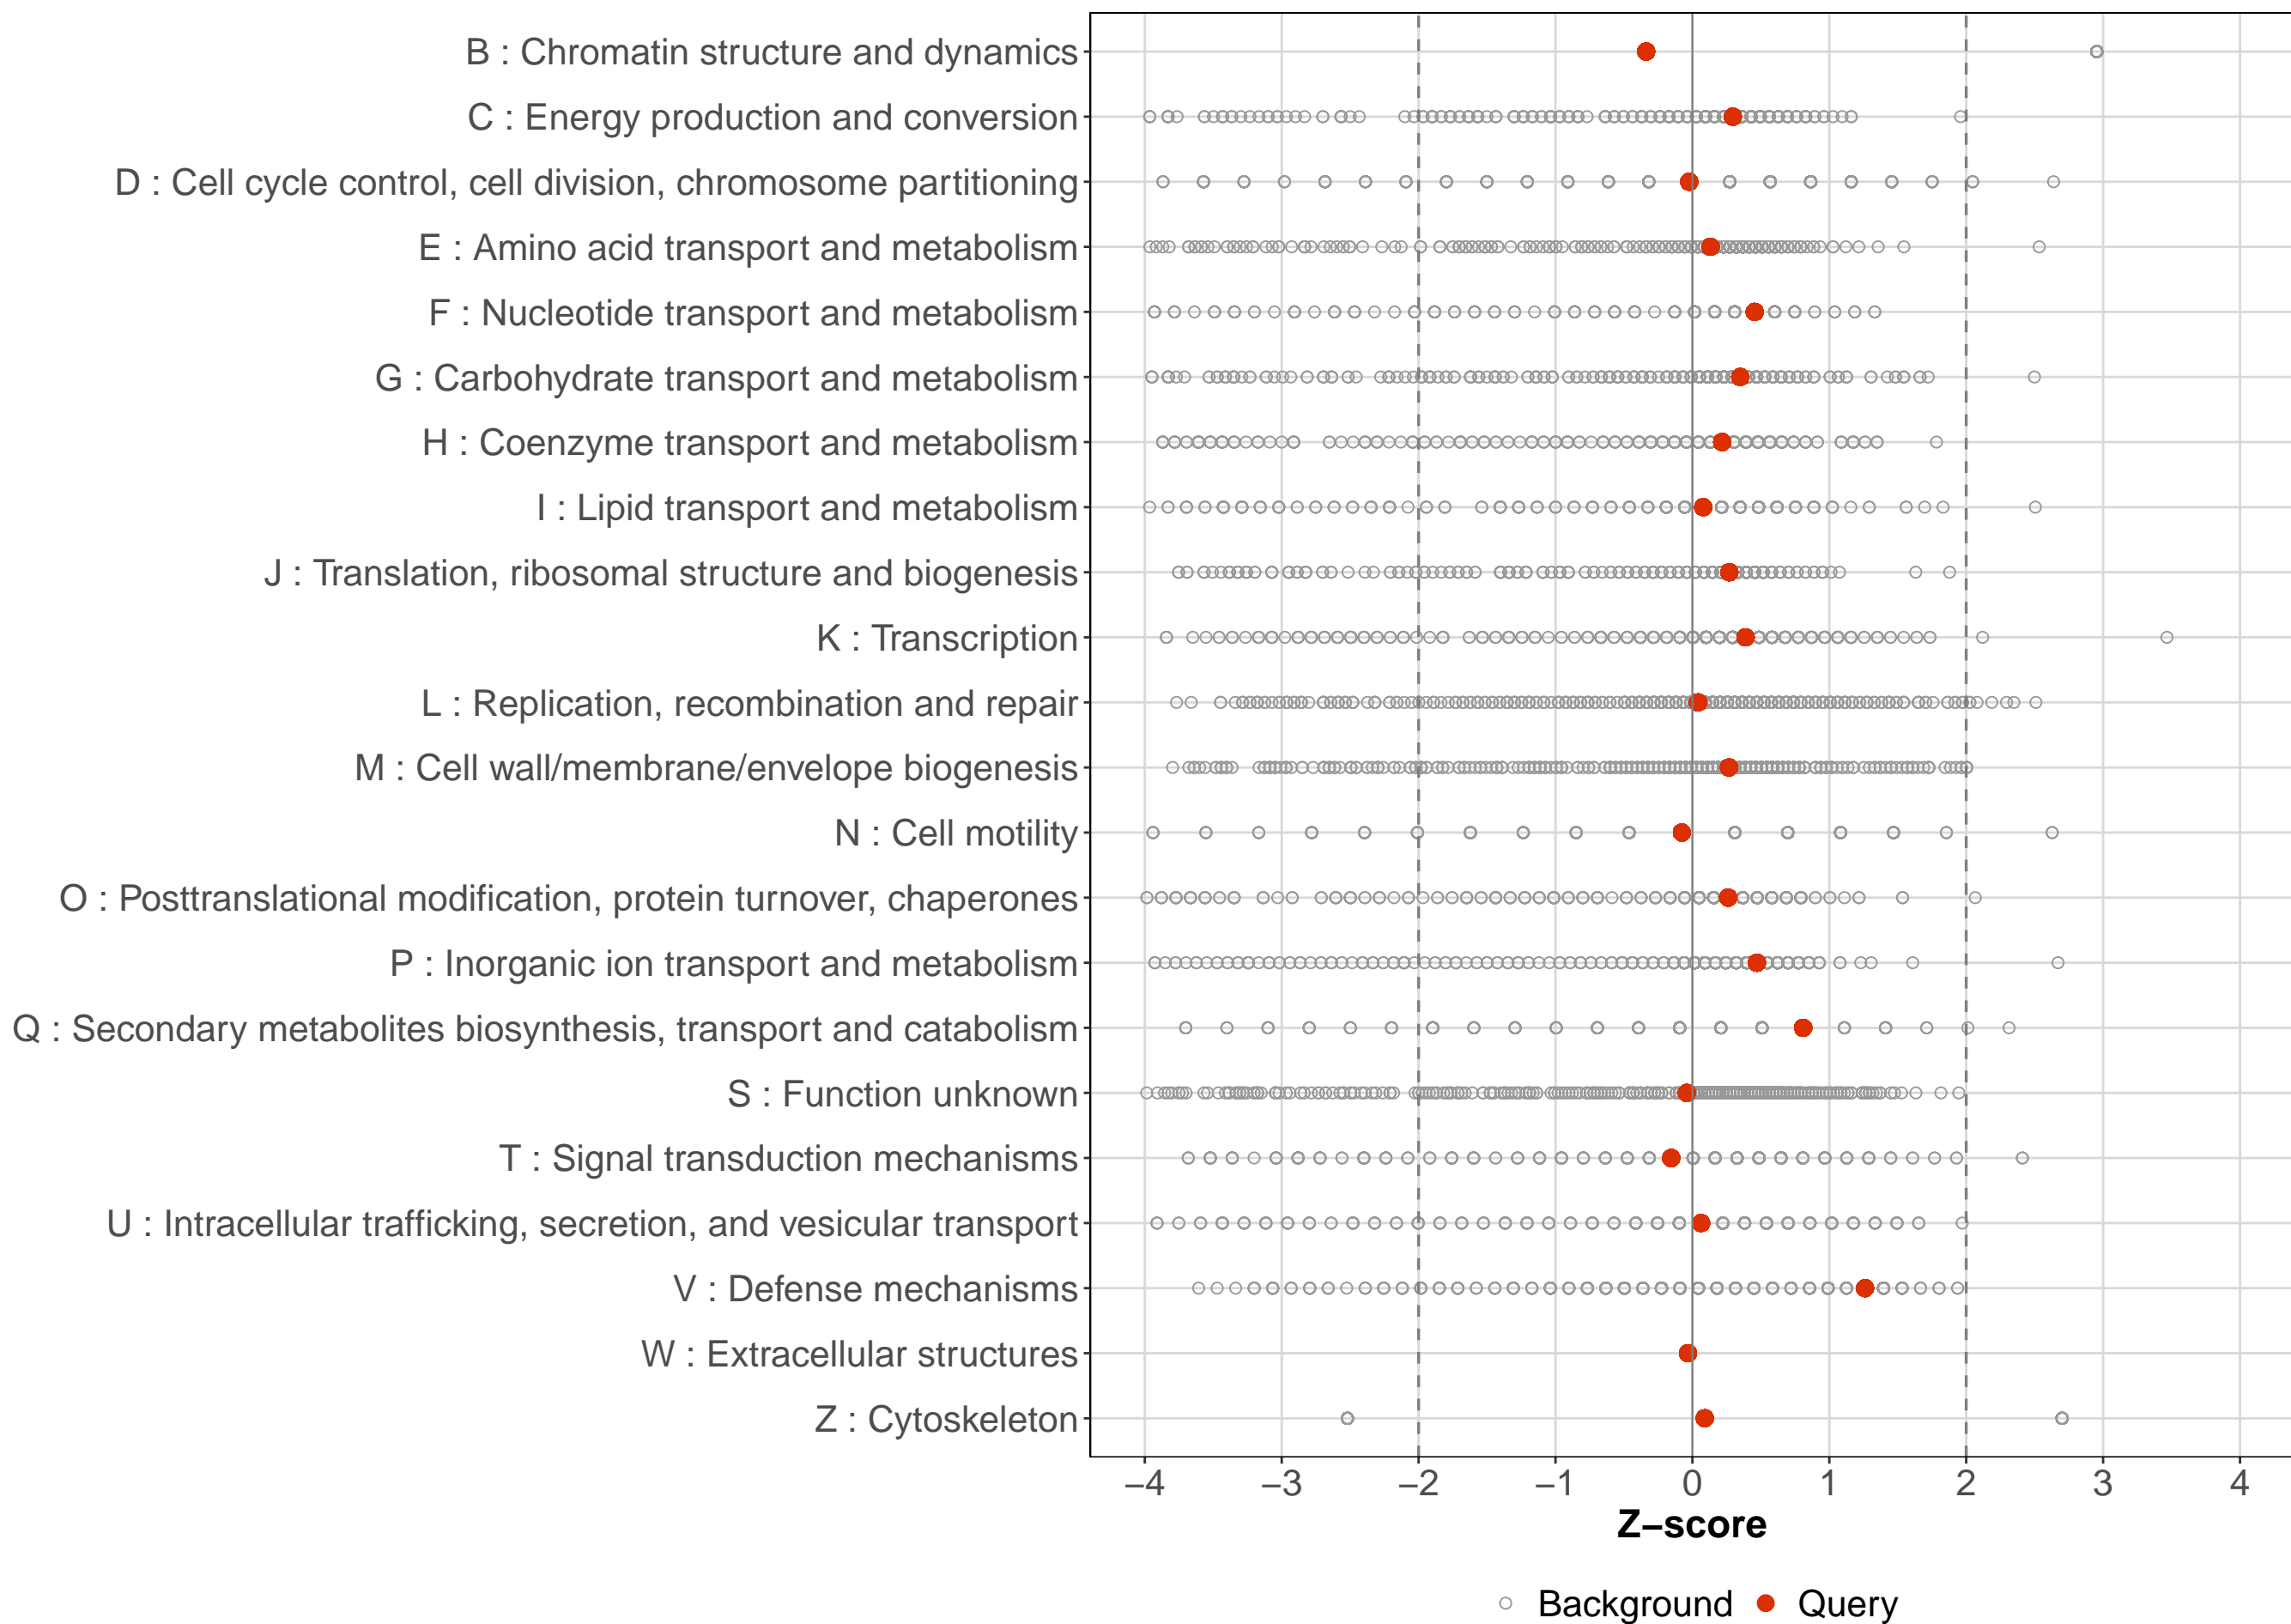 B : Chromatin structure and dynamics
C : Energy production and conversion
D : Cell cycle control, cell division, chromosome partitioning
E : Amino acid transport and metabolism
F : Nucleotide transport and metabolism
G : Carbohydrate transport and metabolism
H : Coenzyme transport and metabolism
I : Lipid transport and metabolism
J : Translation, ribosomal structure and biogenesis
K : Transcription
L : Replication, recombination and repair
M : Cell wall/membrane/envelope biogenesis
N : Cell motility
O : Posttranslational modification, protein turnover, chaperones
P : Inorganic ion transport and metabolism
Q : Secondary metabolites biosynthesis, transport and catabolism
S : Function unknown
T : Signal transduction mechanisms
U : Intracellular trafficking, secretion, and vesicular transport
V : Defense mechanisms
W : Extracellular structures
Z : Cytoskeleton
−4 −3 −2 −1 0 1 2 3 4
Z−score
Background Query